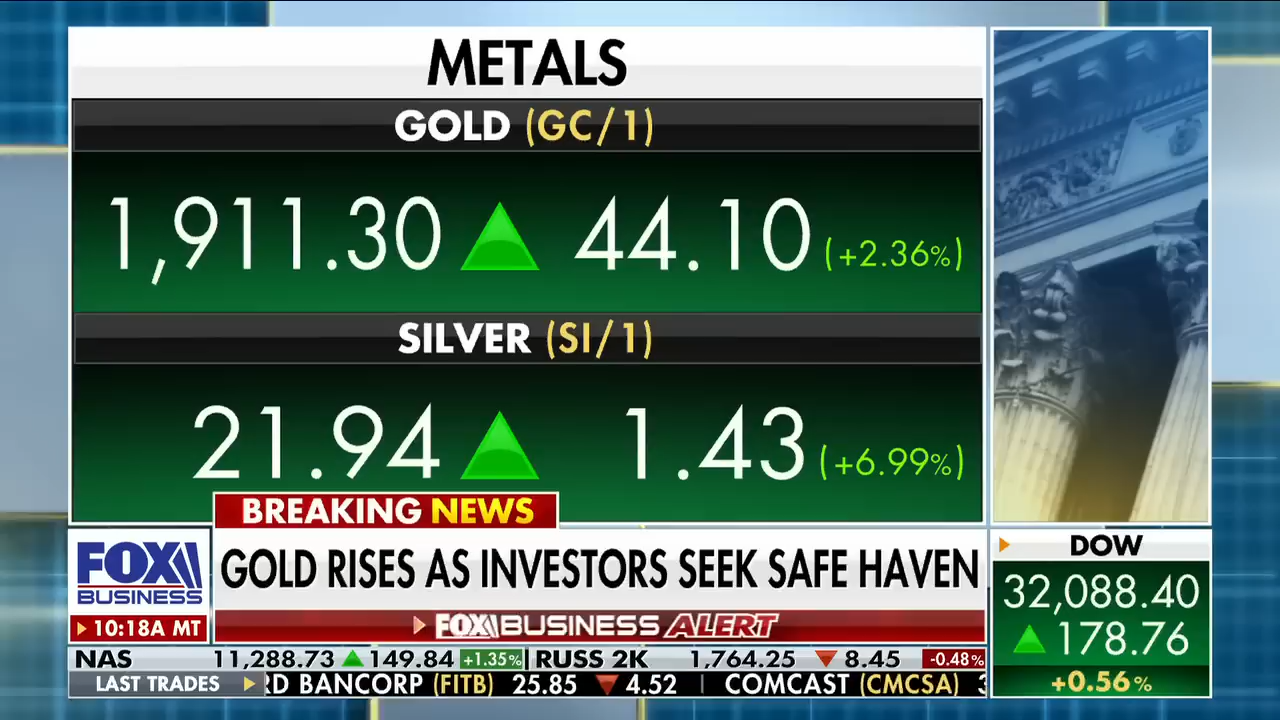 METALS
GOLD (GC/1)
1,911.30 ▲ 44.10 (+2.36%)
SILVER (SI/1)
21.94 ▲ 1.43 (+6.99%)
BREAKING NEWS
GOLD RISES AS INVESTORS SEEK SAFE HAVEN
FOX BUSINESS ALERT
FOX
BUSINESS
10:18A MT
DOW
32,088.40
▲ 178.76
+0.56%
NAS 11,288.73 ▲ 149.84 +1.35% RUSS 2K 1,764.25 ▼ 8.45 -0.48%
LAST TRADES RD BANCORP (FITB) 25.85 ▼ 4.52 | COMCAST (CMCSA)